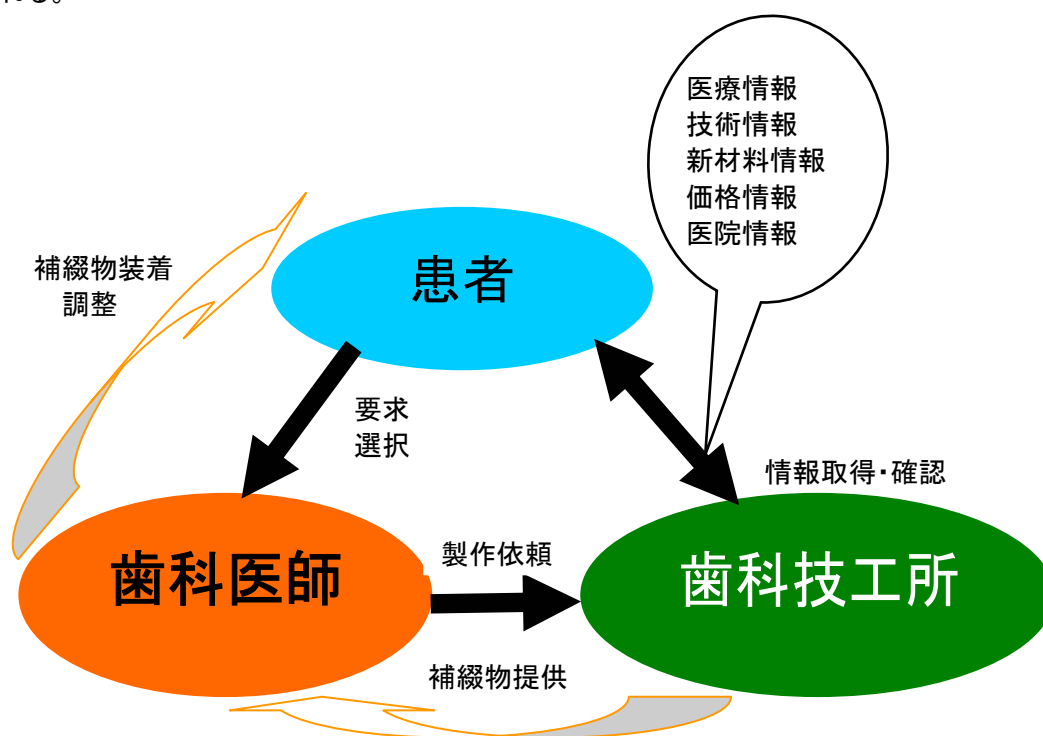 れる。
医療情報
技術情報
新材料情報
価格情報
医院情報
患者
補綴物装着
調整
要求
選択
情報取得・確認
歯科医師
製作依頼
歯科技工所
補綴物提供